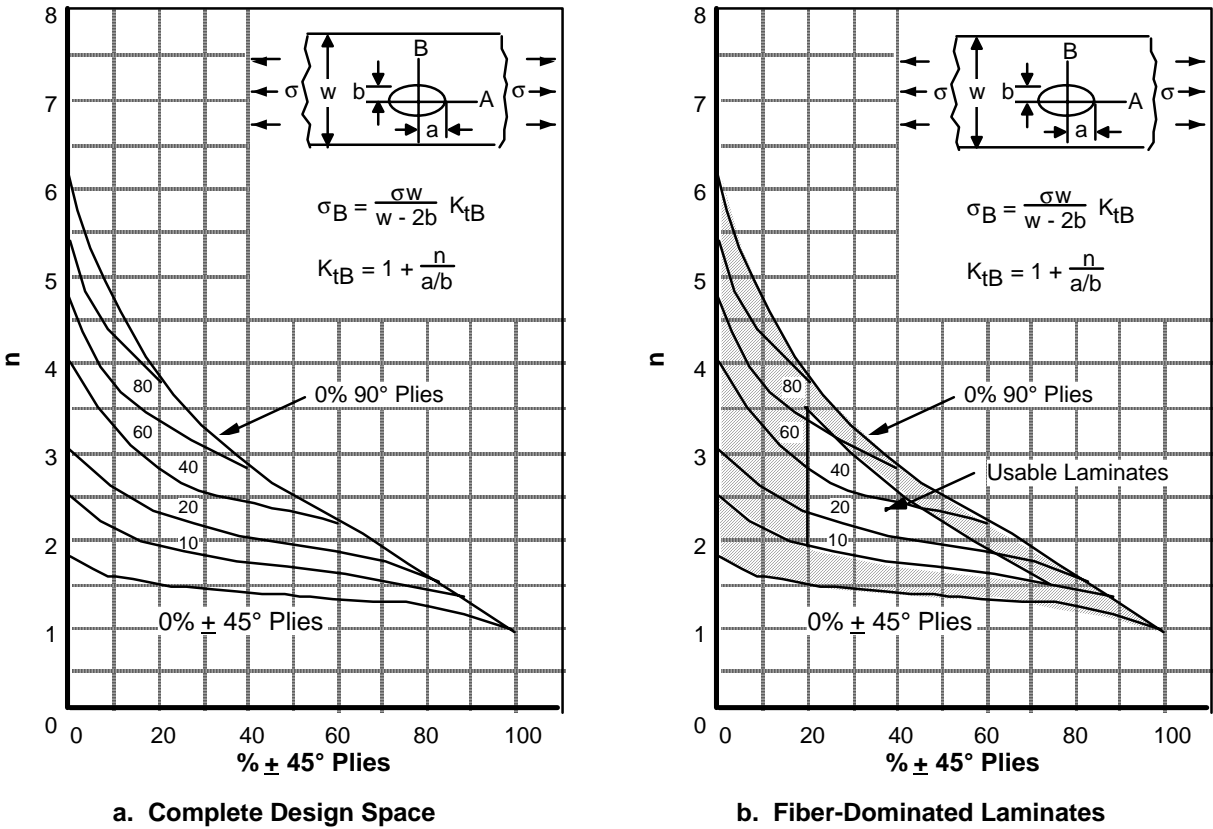 8
7
6
5
4
3
2
1
0
n
0
20
40
60
80
100
% ± 45° Plies
B
b
σ
w
σ
A
a
σB = σw / w - 2b KtB
KtB = 1 + n / a/b
80
60
40
20
10
0% 90° Plies
0% ± 45° Plies
a. Complete Design Space
8
7
6
5
4
3
2
1
0
n
0
20
40
60
80
100
% ± 45° Plies
B
b
σ
w
σ
A
a
σB = σw / w - 2b KtB
KtB = 1 + n / a/b
80
60
40
20
10
0% 90° Plies
Usable Laminates
0% ± 45° Plies
b. Fiber-Dominated Laminates